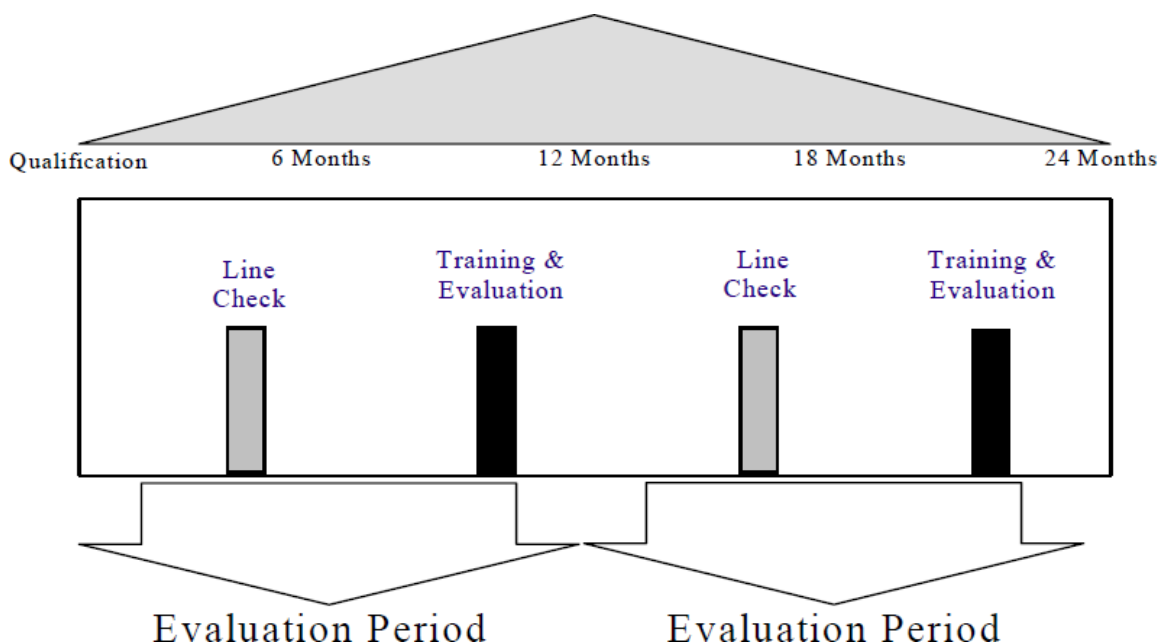 Qualification 6 Months 12 Months 18 Months 24 Months
Line
Check
Training &
Evaluation
Line
Check
Training &
Evaluation
Evaluation Period Evaluation Period